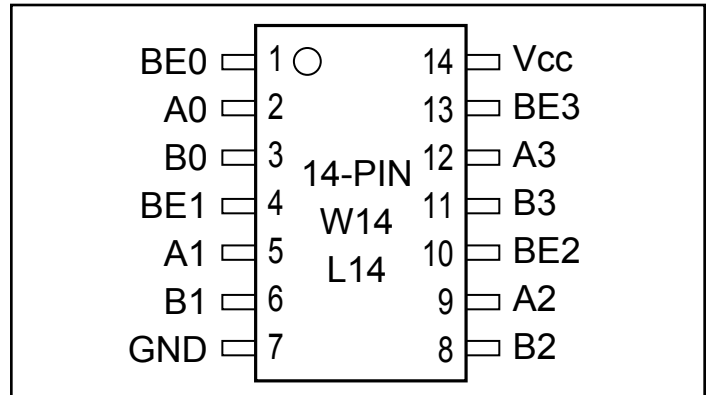 BE0 1 14 Vcc
A0 2 13 BE3
B0 3 12 A3
14-PIN
BE1 4 11 B3
W14
A1 5 10 BE2
L14
B1 6 9 A2
GND 7 8 B2